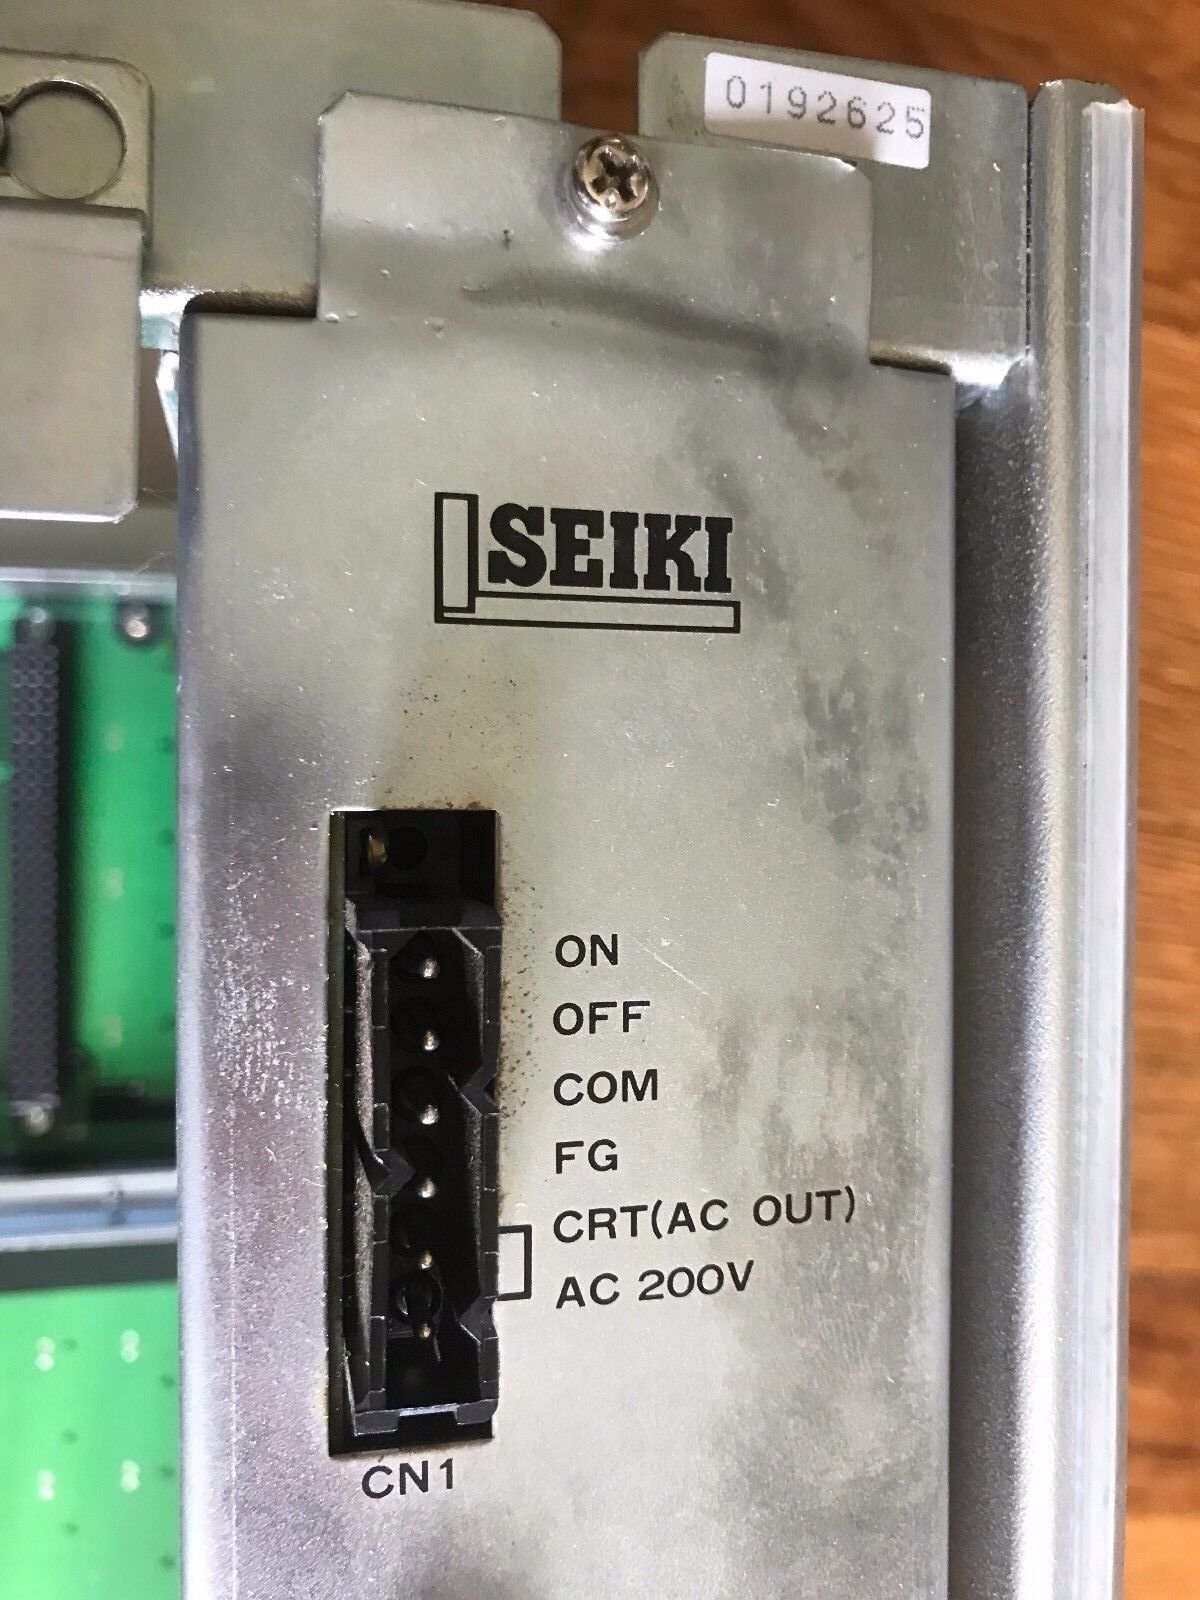 0192625
SEIKI
ON
OFF
COM
FG
CRT(AC OUT)
AC 200V
CN1